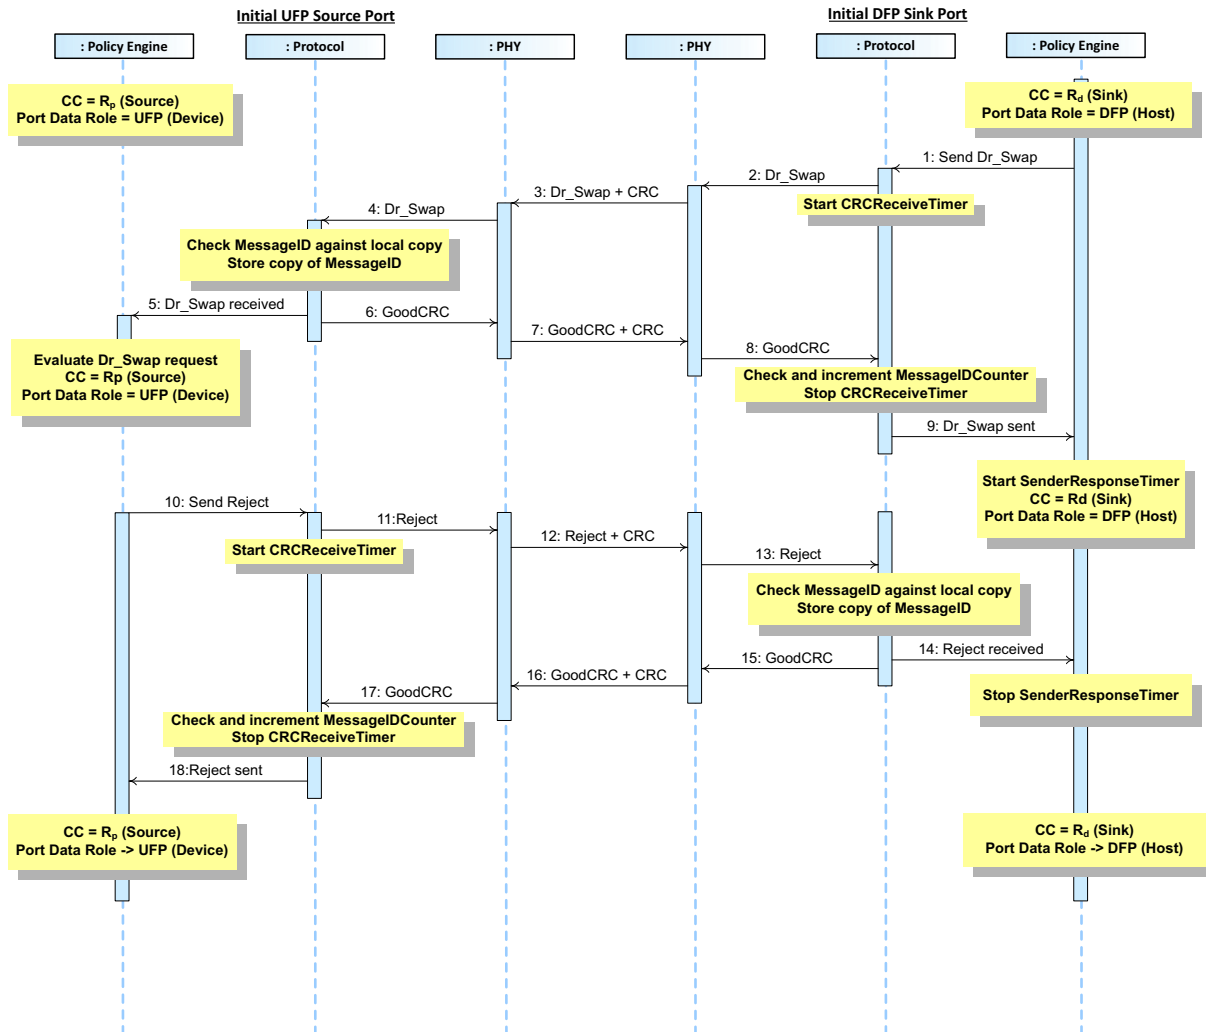 Initial UFP Source Port
Initial DFP Sink Port
: Policy Engine
: Protocol
: PHY
: PHY
: Protocol
: Policy Engine
CC = Rp (Source)
Port Data Role = UFP (Device)
CC = Rd (Sink)
Port Data Role = DFP (Host)
1: Send Dr_Swap
2: Dr_Swap
Start CRCReceiveTimer
3: Dr_Swap + CRC
4: Dr_Swap
Check MessageID against local copy
Store copy of MessageID
5: Dr_Swap received
6: GoodCRC
7: GoodCRC + CRC
8: GoodCRC
Evaluate Dr_Swap request
CC = Rp (Source)
Port Data Role = UFP (Device)
Check and increment MessageIDCounter
Stop CRCReceiveTimer
9: Dr_Swap sent
Start SenderResponseTimer
CC = Rd (Sink)
Port Data Role = DFP (Host)
10: Send Reject
11:Reject
Start CRCReceiveTimer
12: Reject + CRC
13: Reject
Check MessageID against local copy
Store copy of MessageID
14: Reject received
15: GoodCRC
16: GoodCRC + CRC
17: GoodCRC
Stop SenderResponseTimer
Check and increment MessageIDCounter
Stop CRCReceiveTimer
18:Reject sent
CC = Rp (Source)
Port Data Role -> UFP (Device)
CC = Rd (Sink)
Port Data Role -> DFP (Host)